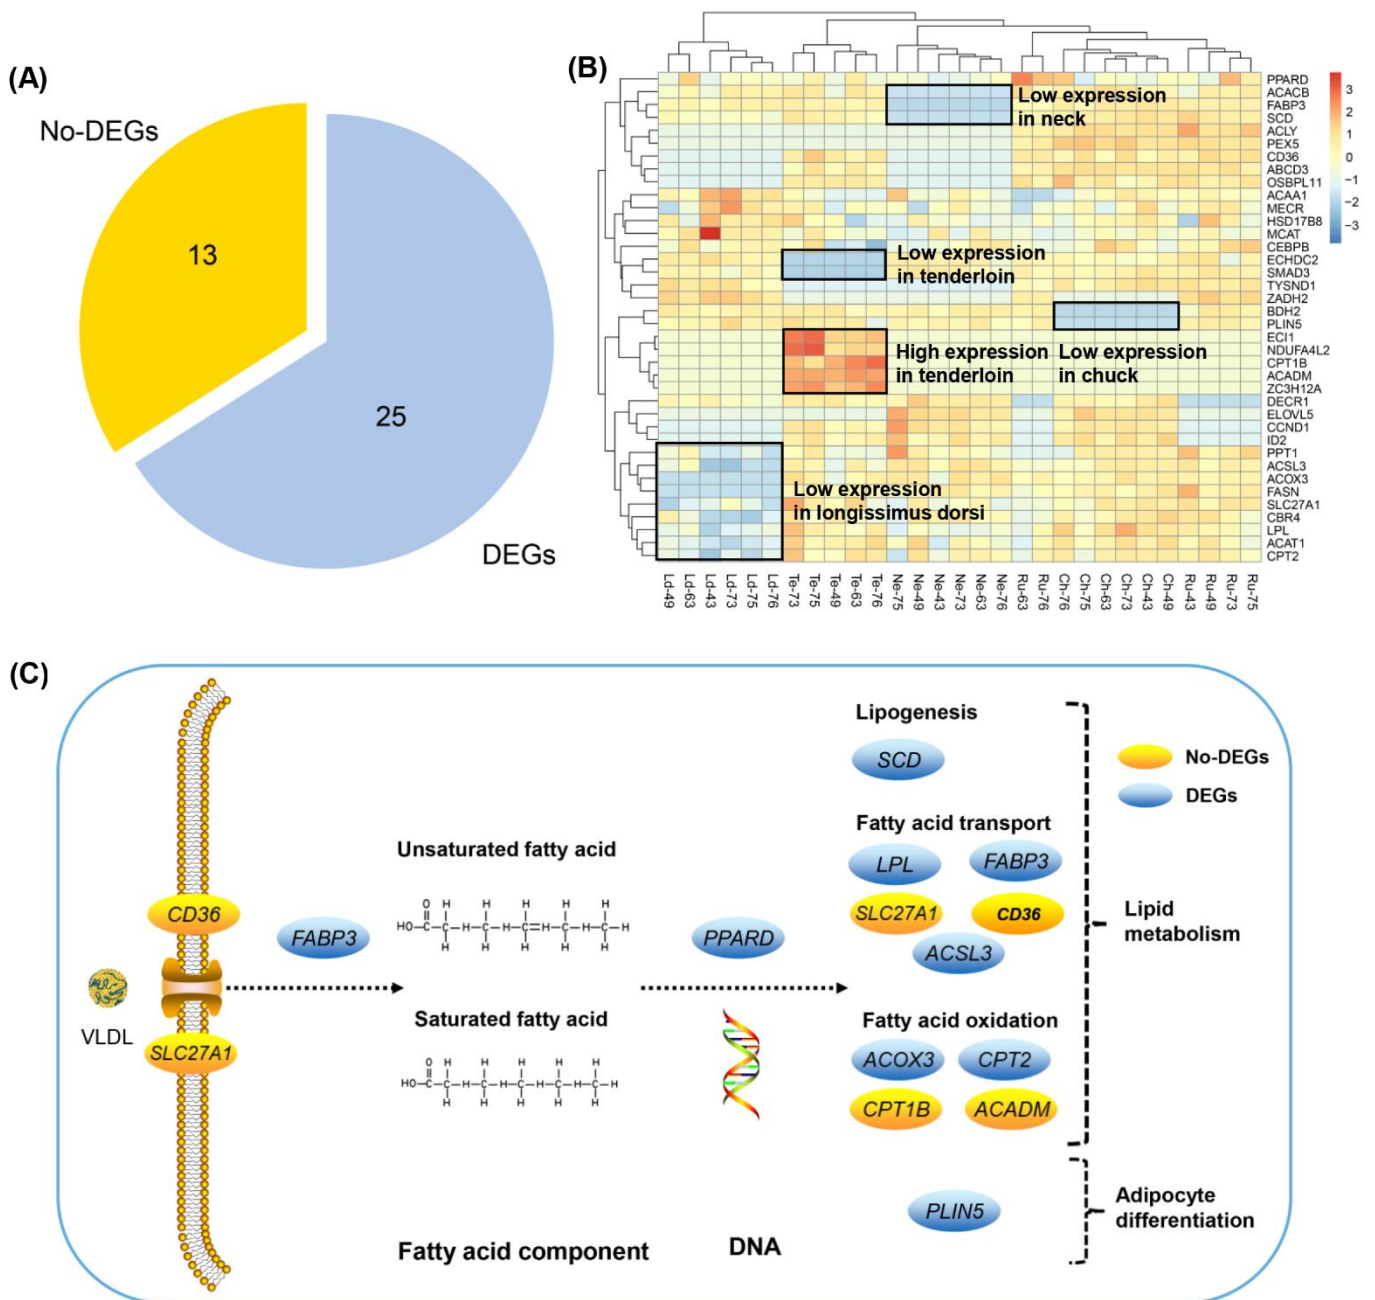 (A)
No-DEGs
13
25
DEGs
(B)
Low expression
in neck
Low expression
in tenderloin
High expression
in tenderloin
Low expression
in chuck
Low expression
in longissimus dorsi
PPARD
ACACB
FABP3
SCD
ACLY
PEX5
CD36
ABCD3
OSBPL11
ACAA1
MECR
HSD17B8
MCAT
CEBPB
ECHDC2
SMAD3
TYSND1
ZADH2
BDH2
PLIN5
ECI1
NDUFA4L2
CPT1B
ACADM
ZC3H12A
DECR1
ELOVL5
CCND1
ID2
PPT1
ACSL3
ACOX3
FASN
SLC27A1
CBR4
LPL
ACAT1
CPT2
3
2
1
0
−1
−2
−3
Ld-49
Ld-63
Ld-43
Ld-73
Ld-75
Ld-76
Te-73
Te-75
Te-49
Te-63
Te-76
Ne-75
Ne-49
Ne-43
Ne-73
Ne-63
Ne-76
Ru-63
Ru-76
Ch-76
Ch-75
Ch-63
Ch-73
Ch-43
Ch-49
Ru-43
Ru-49
Ru-73
Ru-75
(C)
VLDL
CD36
SLC27A1
FABP3
Unsaturated fatty acid
O H H H H H
HO C C H C H C H C H C H
H H H H H
Saturated fatty acid
O H H H H H
HO C C H C H C H C H C H
H H H H H
Fatty acid component
PPARD
DNA
Lipogenesis
SCD
Fatty acid transport
LPL
FABP3
SLC27A1
CD36
ACSL3
Fatty acid oxidation
ACOX3
CPT2
CPT1B
ACADM
PLIN5
Lipid
metabolism
Adipocyte
differentiation
No-DEGs
DEGs